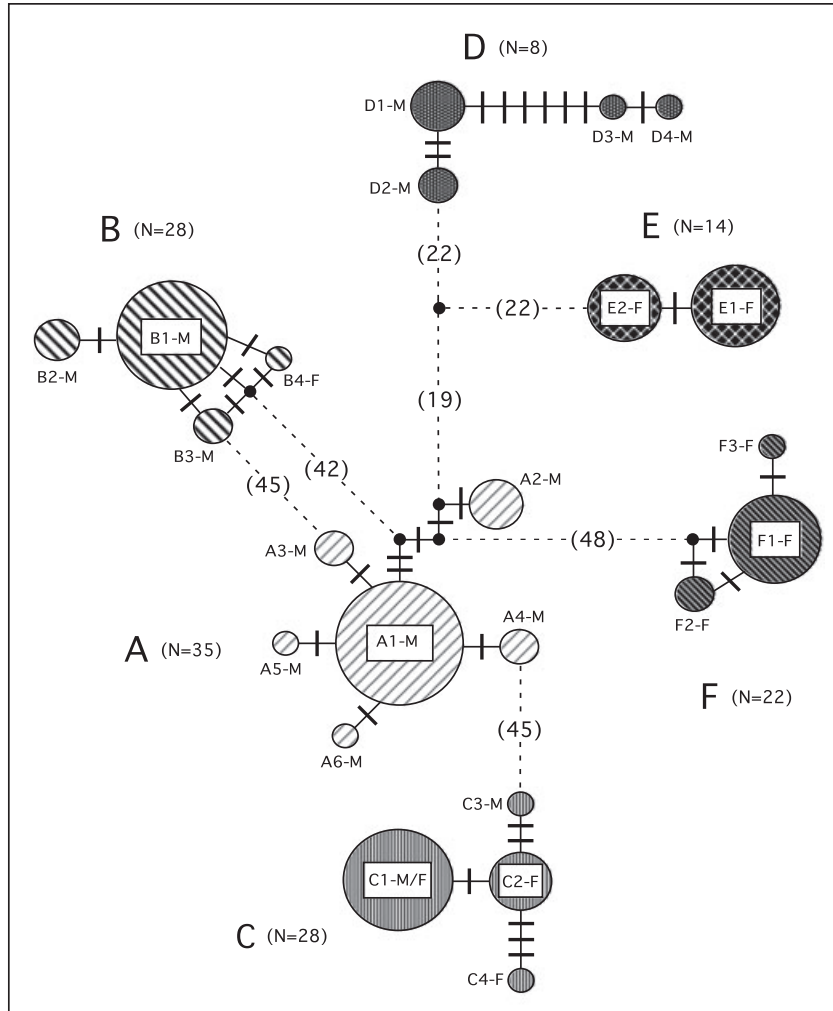 D (N=8)
D1-M
D3-M D4-M
D2-M
B (N=28)
(22)
E (N=14)
B1-M
B2-M
B4-F
(22)
E2-F
E1-F
B3-M
(19)
(45)
(42)
F3-F
A2-M
A3-M
(48)
F1-F
F2-F
A (N=35)
A5-M
A1-M
A4-M
F (N=22)
A6-M
(45)
C3-M
C1-M/F
C2-F
C (N=28)
C4-F